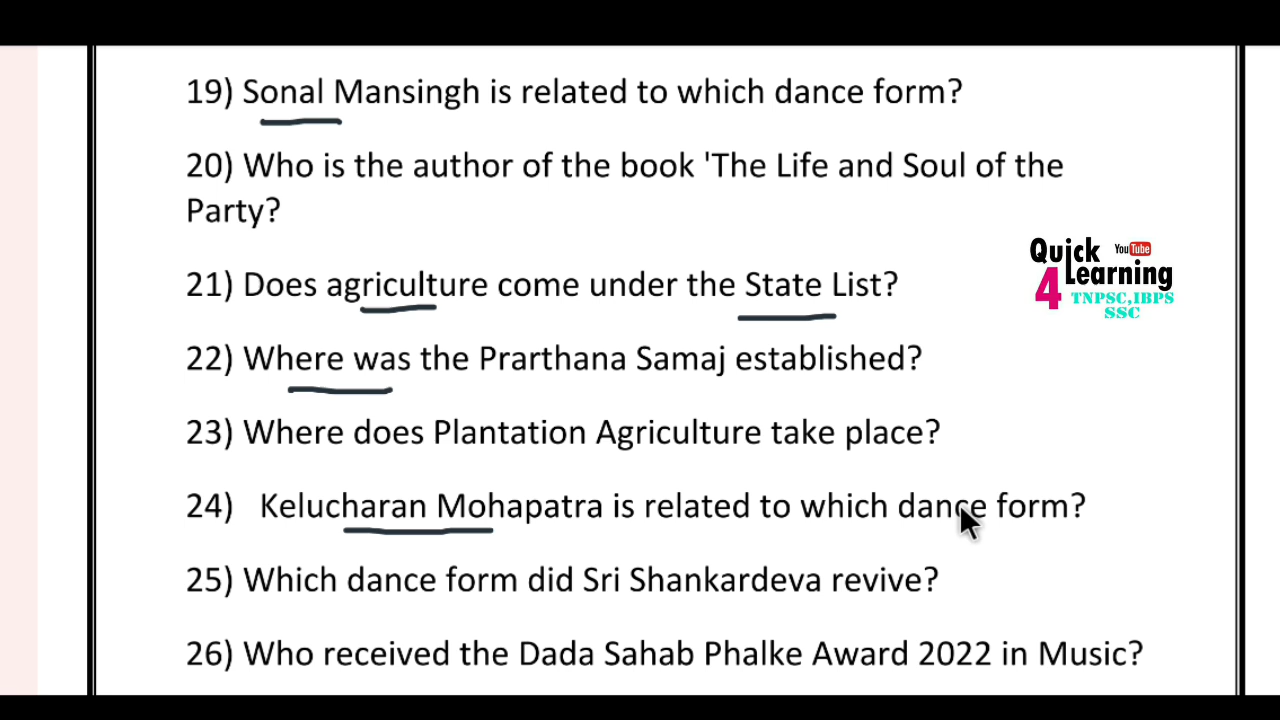 19) Sonal Mansingh is related to which dance form?
20) Who is the author of the book 'The Life and Soul of the
Party?
21) Does agriculture come under the State List?
22) Where was the Prarthana Samaj established?
23) Where does Plantation Agriculture take place?
24) Kelucharan Mohapatra is related to which dance form?
25) Which dance form did Sri Shankardeva revive?
26) Who received the Dada Sahab Phalke Award 2022 in Music?
Quick YouTube
4 Learning
TNPSC,IBPS
SSC